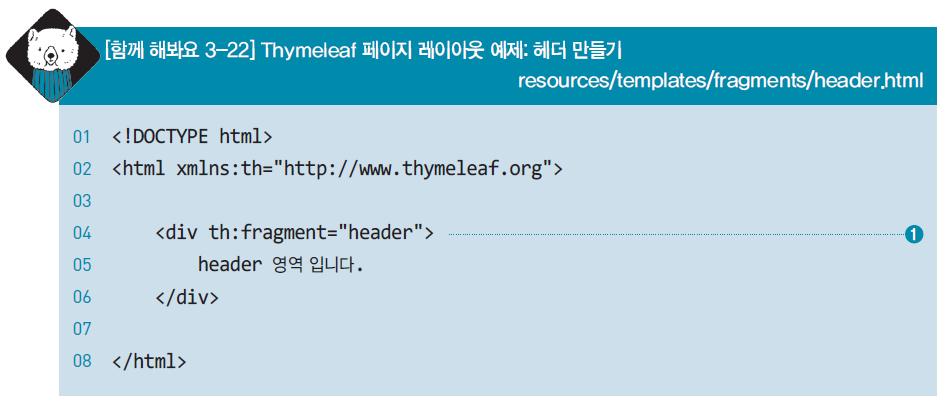 [함께 해봐요 3-22] Thymeleaf 페이지 레이아웃 예제: 헤더 만들기
resources/templates/fragments/header.html
01 <!DOCTYPE html>
02 <html xmlns:th="http://www.thymeleaf.org">
03
04     <div th:fragment="header"> 1
05         header 영역 입니다.
06     </div>
07
08 </html>